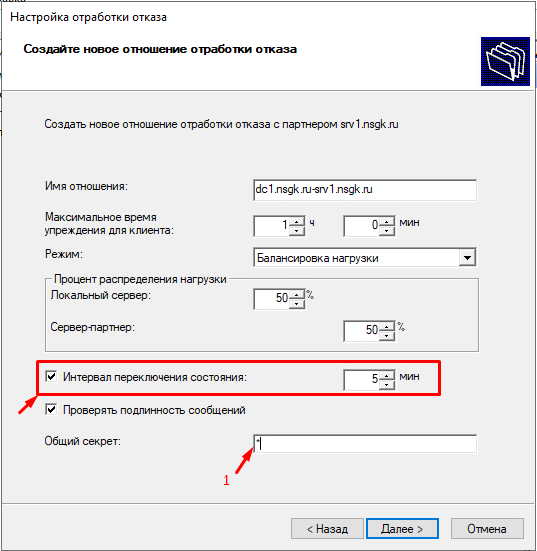 Настройка отработки отказа
Создайте новое отношение отработки отказа
Создать новое отношение отработки отказа с партнером srv1.nsgk.ru
Имя отношения:
dc1.nsgk.ru-srv1.nsgk.ru
Максимальное время
упреждения для клиента:
1 ч 0 мин
Режим:
Балансировка нагрузки
Процент распределения нагрузки
Локальный сервер:
50 %
Сервер-партнер:
50 %
Интервал переключения состояния:
5 мин
Проверять подлинность сообщений
Общий секрет:
*
1
< Назад
Далее >
Отмена